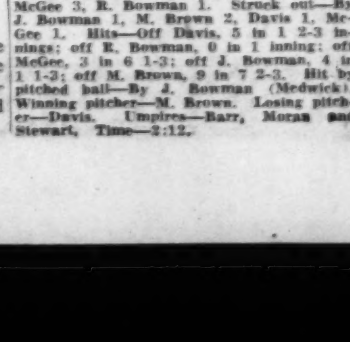 McGee 3, R. Bowman 1. Struck out—By
J. Bowman 1, M. Brown 2, Davis 1, Mc-
Gee 1. Hits—Off Davis, 5 in 1 2-3 in-
nings; off R. Bowman, 0 in 1 inning; off
McGee, 3 in 6 1-3; off J. Bowman, 4 in
1 1-3; off M. Brown, 9 in 7 2-3. Hit by
pitched ball—By J. Bowman (Medwick).
Winning pitcher—M. Brown. Losing pitch-
er—Davis. Umpires—Barr, Moran and
Stewart, Time—2:12.